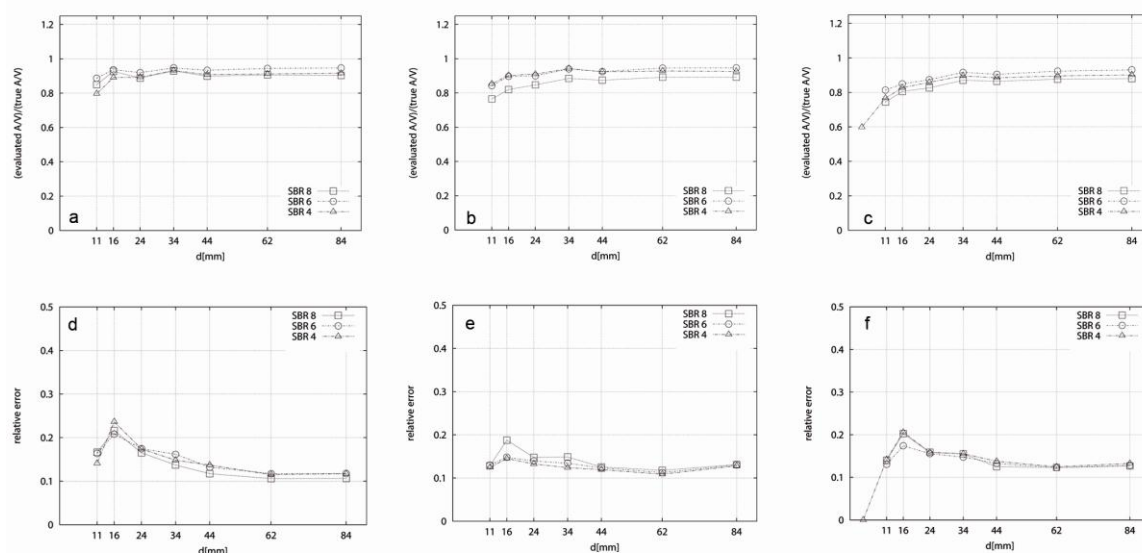 1.2
1
0.8
0.6
0.4
0.2
0
(evaluated A/V)/(true A/V)
a
SBR 8
SBR 6
SBR 4
11 16 24 34 44 62 84
d[mm]
1.2
1
0.8
0.6
0.4
0.2
0
(evaluated A/V)/(true A/V)
b
SBR 8
SBR 6
SBR 4
11 16 24 34 44 62 84
d[mm]
1.2
1
0.8
0.6
0.4
0.2
0
(evaluated A/V)/(true A/V)
c
SBR 8
SBR 6
SBR 4
11 16 24 34 44 62 84
d[mm]
0.5
0.4
0.3
0.2
0.1
0
relative error
d
SBR 8
SBR 6
SBR 4
11 16 24 34 44 62 84
d[mm]
0.5
0.4
0.3
0.2
0.1
0
relative error
e
SBR 8
SBR 6
SBR 4
11 16 24 34 44 62 84
d[mm]
0.5
0.4
0.3
0.2
0.1
0
relative error
f
SBR 8
SBR 6
SBR 4
11 16 24 34 44 62 84
d[mm]